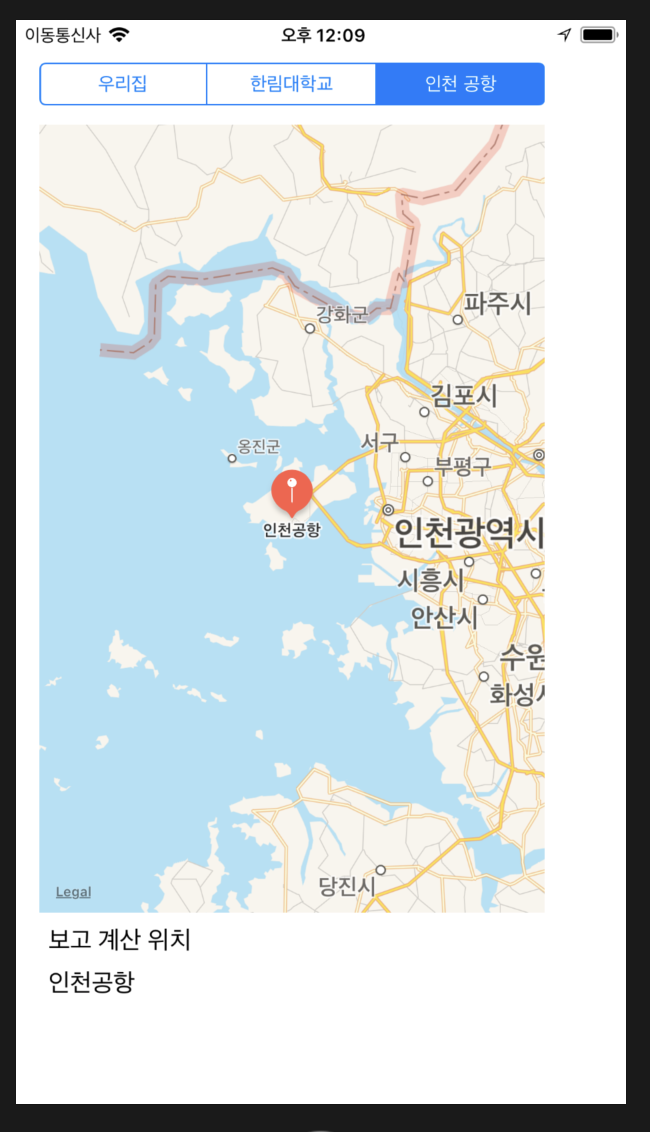 이동통신사 오후 12:09
우리집 한림대학교 인천 공항
파주시
강화군
김포시
서구
옹진군
부평구
인천공항
인천광역시
시흥시
안산시
수원
화성시
당진시
Legal
보고 계산 위치
인천공항